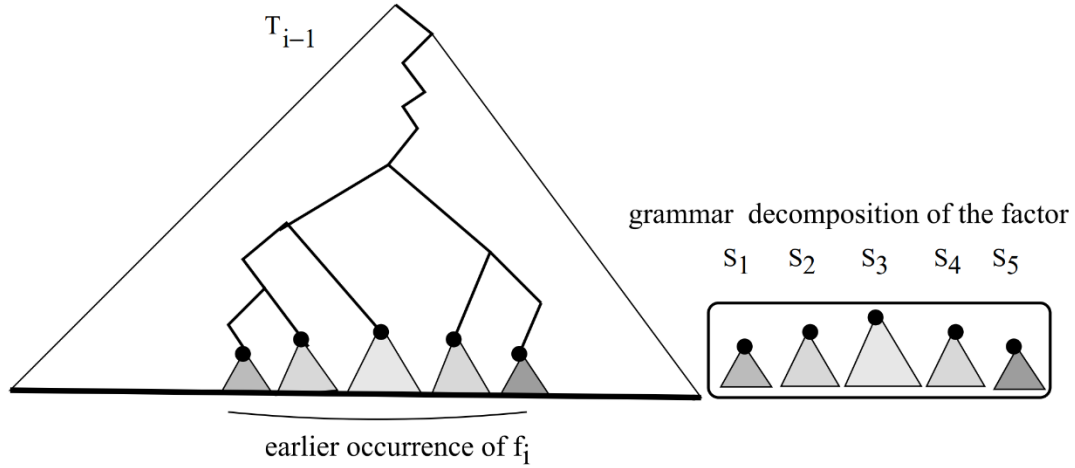 T_{i–1}
grammar decomposition of the factor
S_1 S_2 S_3 S_4 S_5
earlier occurrence of f_i